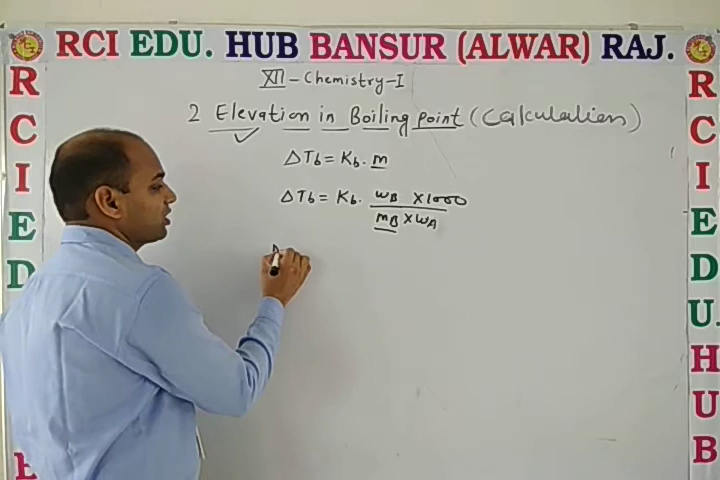 RCI EDU. HUB BANSUR (ALWAR) RAJ.
XII - Chemistry-I
2 Elevation in Boiling point (Calculation)
△Tb = Kb. m
△Tb = Kb. WB X 1000
MB X WA
R
C
I
E
D
R
C
I
E
D
U.
H
U
B